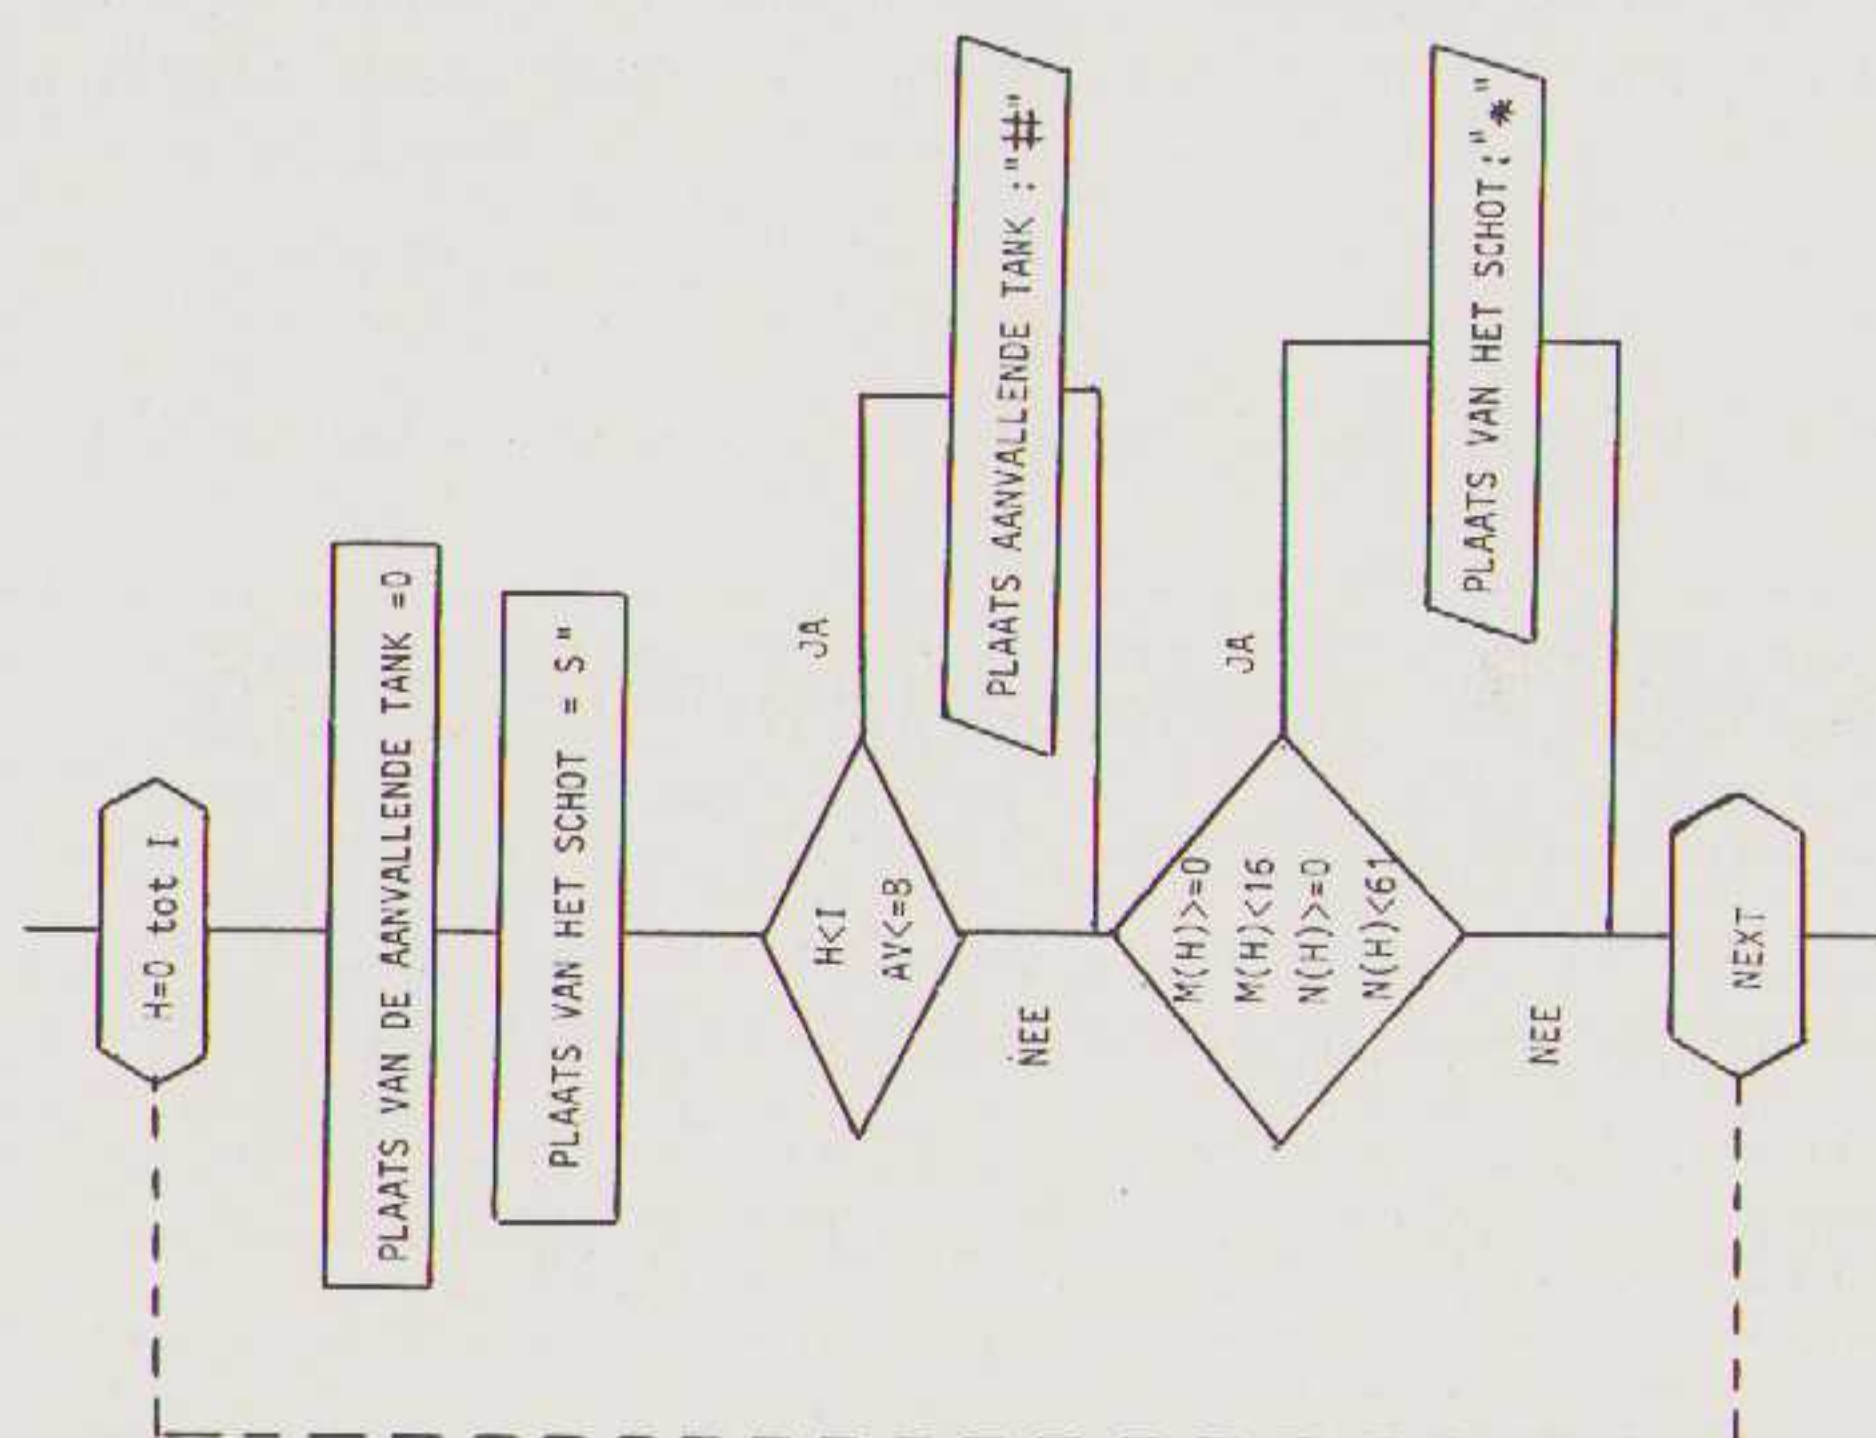 H=0 tot I
PLAATS VAN DE AANVALLENDE TANK =0
PLAATS VAN HET SCHOT = S"
JA
H<I
AV<=B
PLAATS AANVALLENDE TANK :"#"
NEE
JA
M(H)>=0
M(H)<16
N(H)>=0
N(H)<61
PLAATS VAN HET SCHOT:"*"
NEE
NEXT